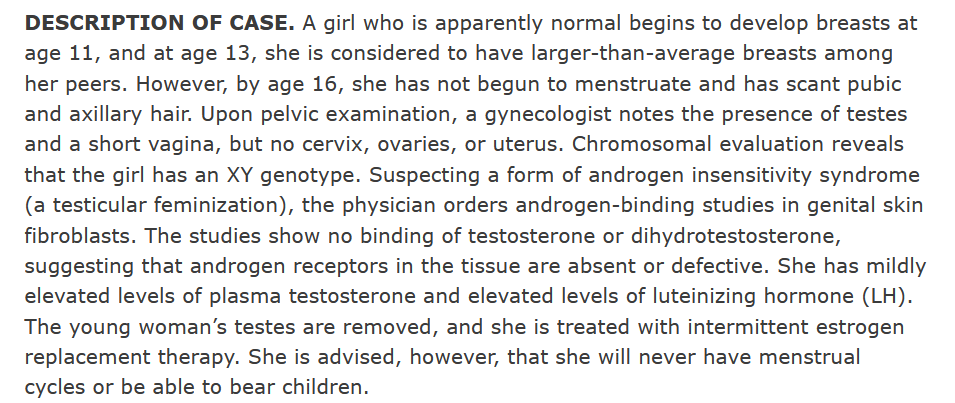 DESCRIPTION OF CASE. A girl who is apparently normal begins to develop breasts at
age 11, and at age 13, she is considered to have larger-than-average breasts among
her peers. However, by age 16, she has not begun to menstruate and has scant pubic
and axillary hair. Upon pelvic examination, a gynecologist notes the presence of testes
and a short vagina, but no cervix, ovaries, or uterus. Chromosomal evaluation reveals
that the girl has an XY genotype. Suspecting a form of androgen insensitivity syndrome
(a testicular feminization), the physician orders androgen-binding studies in genital skin
fibroblasts. The studies show no binding of testosterone or dihydrotestosterone,
suggesting that androgen receptors in the tissue are absent or defective. She has mildly
elevated levels of plasma testosterone and elevated levels of luteinizing hormone (LH).
The young woman’s testes are removed, and she is treated with intermittent estrogen
replacement therapy. She is advised, however, that she will never have menstrual
cycles or be able to bear children.